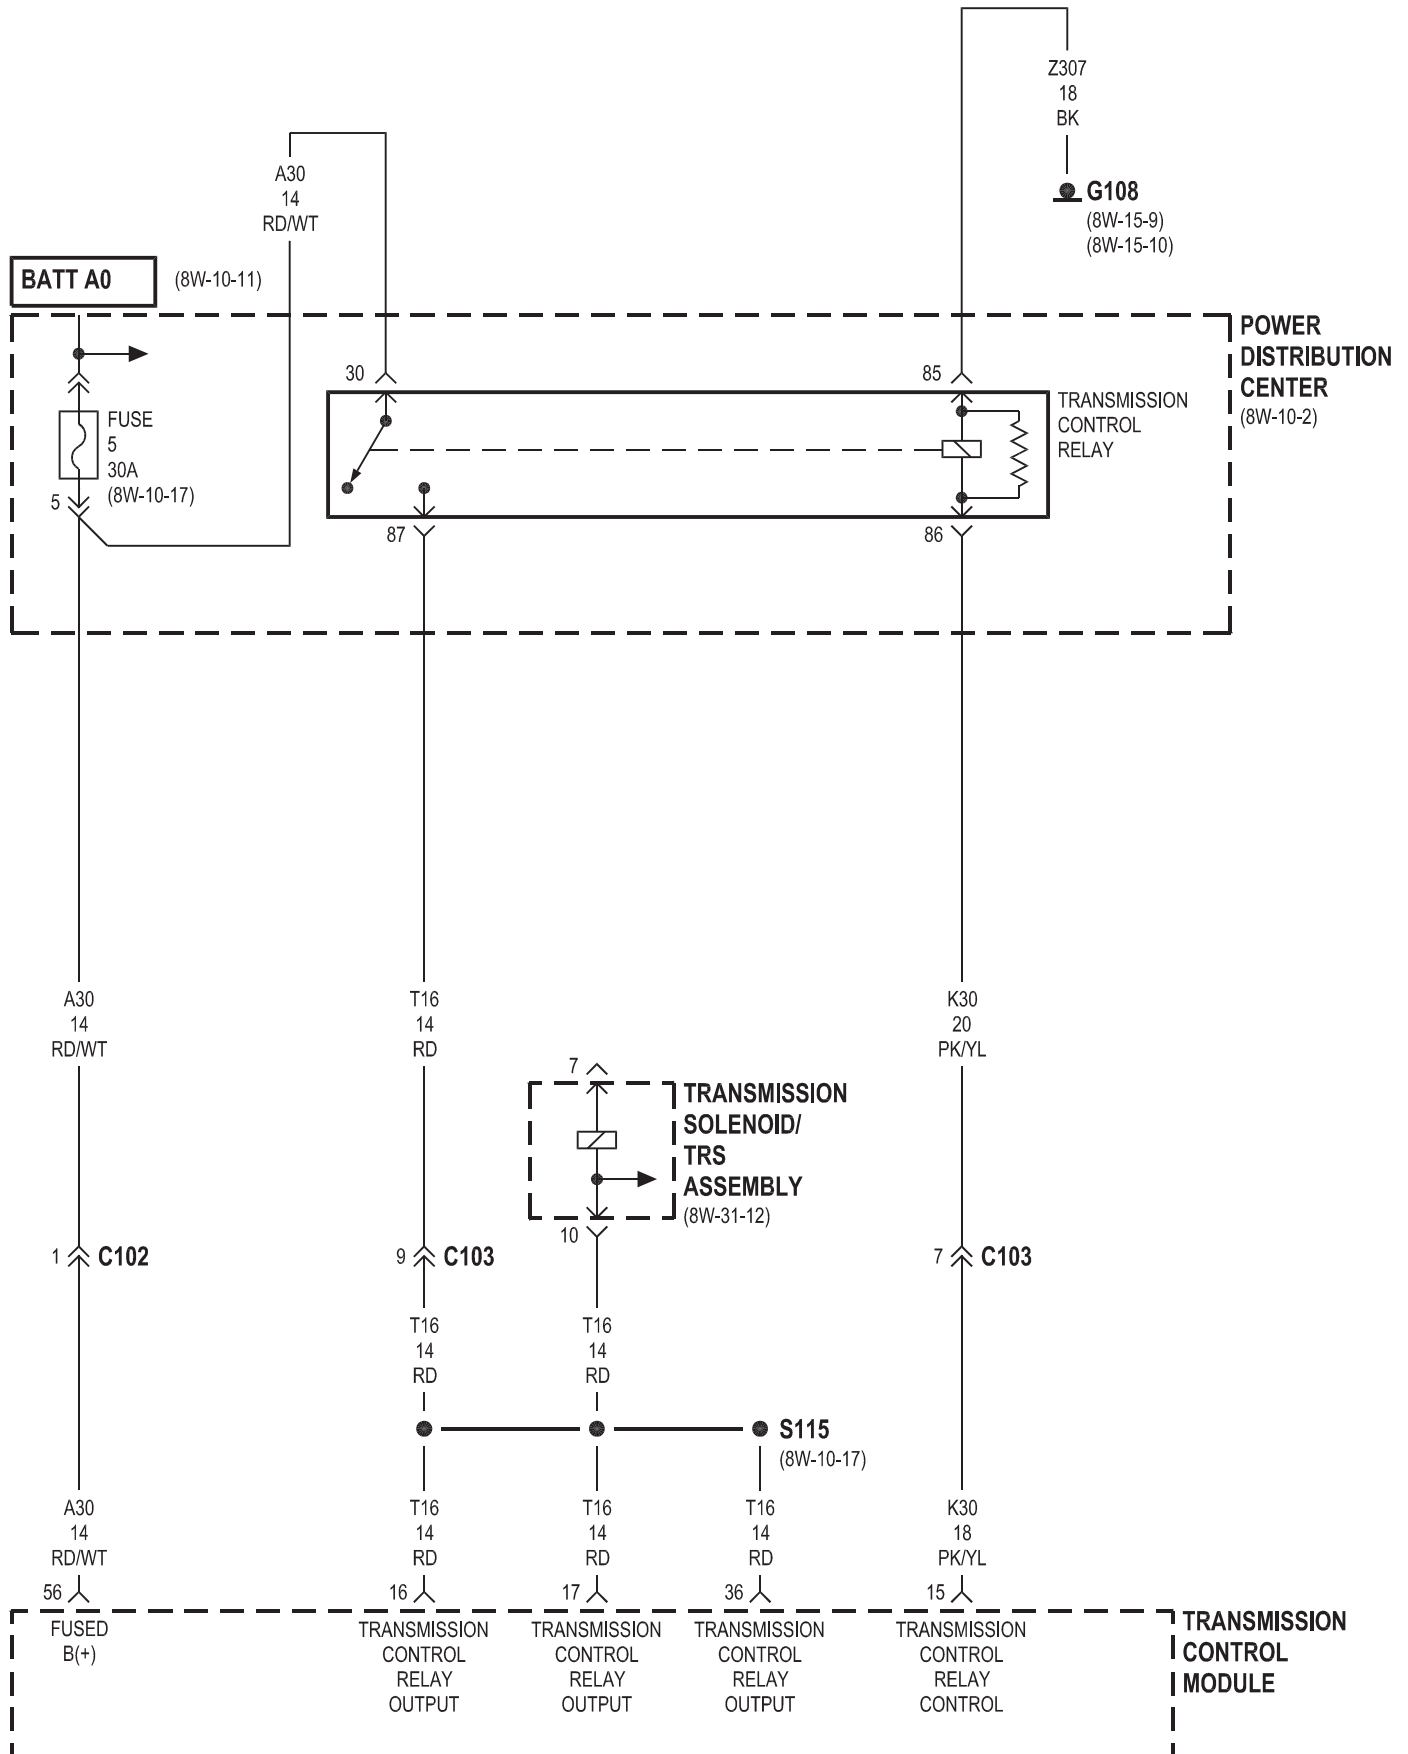 Z307
18
BK
G108
(8W-15-9)
(8W-15-10)
A30
14
RD/WT
BATT A0
(8W-10-11)
POWER
DISTRIBUTION
CENTER
(8W-10-2)
30
85
FUSE
5
30A
(8W-10-17)
5
TRANSMISSION
CONTROL
RELAY
87
86
A30
14
RD/WT
T16
14
RD
K30
20
PK/YL
7
TRANSMISSION
SOLENOID/
TRS
ASSEMBLY
(8W-31-12)
10
1
C102
9
C103
7
C103
T16
14
RD
T16
14
RD
S115
(8W-10-17)
A30
14
RD/WT
T16
14
RD
T16
14
RD
T16
14
RD
K30
18
PK/YL
56
16
17
36
15
FUSED
B(+)
TRANSMISSION
CONTROL
RELAY
OUTPUT
TRANSMISSION
CONTROL
RELAY
OUTPUT
TRANSMISSION
CONTROL
RELAY
OUTPUT
TRANSMISSION
CONTROL
RELAY
CONTROL
TRANSMISSION
CONTROL
MODULE